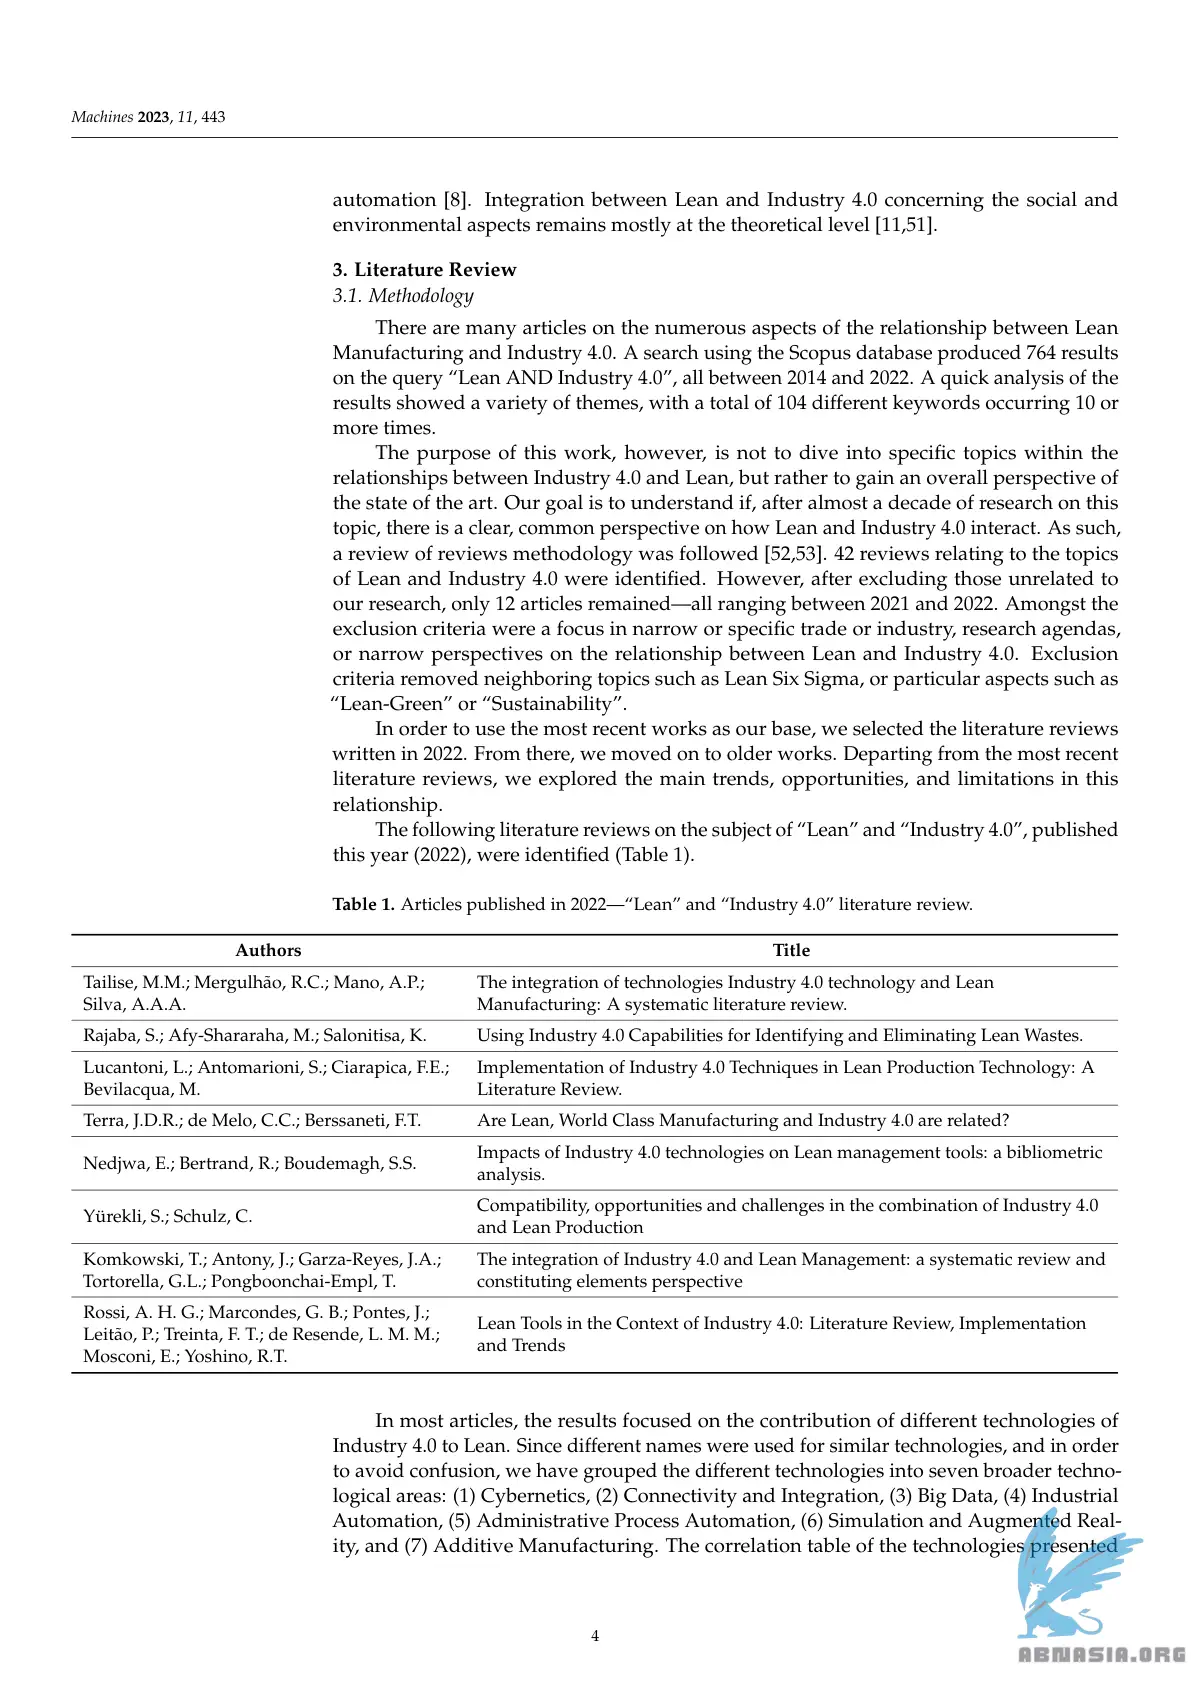 Machines 2023, 11, 443
automation [8]. Integration between Lean and Industry 4.0 concerning the social and
environmental aspects remains mostly at the theoretical level [11,51].
3. Literature Review
3.1. Methodology
There are many articles on the numerous aspects of the relationship between Lean
Manufacturing and Industry 4.0. A search using the Scopus database produced 764 results
on the query “Lean AND Industry 4.0”, all between 2014 and 2022. A quick analysis of the
results showed a variety of themes, with a total of 104 different keywords occurring 10 or
more times.
The purpose of this work, however, is not to dive into specific topics within the
relationships between Industry 4.0 and Lean, but rather to gain an overall perspective of
the state of the art. Our goal is to understand if, after almost a decade of research on this
topic, there is a clear, common perspective on how Lean and Industry 4.0 interact. As such,
a review of reviews methodology was followed [52,53]. 42 reviews relating to the topics
of Lean and Industry 4.0 were identified. However, after excluding those unrelated to
our research, only 12 articles remained—all ranging between 2021 and 2022. Amongst the
exclusion criteria were a focus in narrow or specific trade or industry, research agendas,
or narrow perspectives on the relationship between Lean and Industry 4.0. Exclusion
criteria removed neighboring topics such as Lean Six Sigma, or particular aspects such as
“Lean-Green” or “Sustainability”.
In order to use the most recent works as our base, we selected the literature reviews
written in 2022. From there, we moved on to older works. Departing from the most recent
literature reviews, we explored the main trends, opportunities, and limitations in this
relationship.
The following literature reviews on the subject of “Lean” and “Industry 4.0”, published
this year (2022), were identified (Table 1).
Table 1. Articles published in 2022—“Lean” and “Industry 4.0” literature review.
Authors Title
Tailise, M.M.; Mergulhão, R.C.; Mano, A.P.;
Silva, A.A.A.
The integration of technologies Industry 4.0 technology and Lean
Manufacturing: A systematic literature review.
Rajaba, S.; Afy-Shararaha, M.; Salonitisa, K.
Using Industry 4.0 Capabilities for Identifying and Eliminating Lean Wastes.
Lucantoni, L.; Antomarioni, S.; Ciarapica, F.E.;
Bevilacqua, M.
Implementation of Industry 4.0 Techniques in Lean Production Technology: A
Literature Review.
Terra, J.D.R.; de Melo, C.C.; Berssaneti, F.T.
Are Lean, World Class Manufacturing and Industry 4.0 are related?
Nedjwa, E.; Bertrand, R.; Boudemagh, S.S.
Impacts of Industry 4.0 technologies on Lean management tools: a bibliometric
analysis.
Yürekli, S.; Schulz, C.
Compatibility, opportunities and challenges in the combination of Industry 4.0
and Lean Production
Komkowski, T.; Antony, J.; Garza-Reyes, J.A.;
Tortorella, G.L.; Pongboonchai-Empl, T.
The integration of Industry 4.0 and Lean Management: a systematic review and
constituting elements perspective
Rossi, A. H. G.; Marcondes, G. B.; Pontes, J.;
Leitão, P.; Treinta, F. T.; de Resende, L. M. M.;
Mosconi, E.; Yoshino, R.T.
Lean Tools in the Context of Industry 4.0: Literature Review, Implementation
and Trends
In most articles, the results focused on the contribution of different technologies of
Industry 4.0 to Lean. Since different names were used for similar technologies, and in order
to avoid confusion, we have grouped the different technologies into seven broader techno-
logical areas: (1) Cybernetics, (2) Connectivity and Integration, (3) Big Data, (4) Industrial
Automation, (5) Administrative Process Automation, (6) Simulation and Augmented Real-
ity, and (7) Additive Manufacturing. The correlation table of the technologies presented
4
ABNASIA.ORG